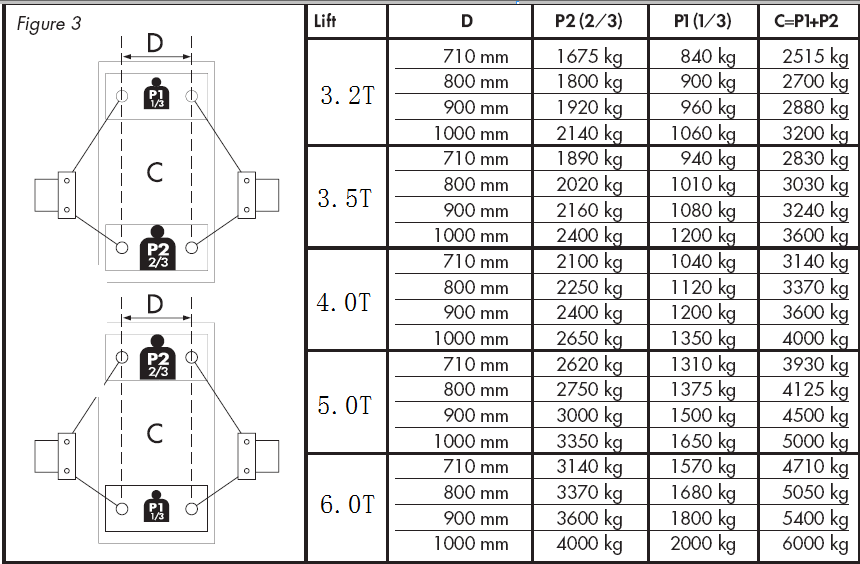 Figure 3
D
P1
1/3
C
P2
2/3
D
P2
2/3
C
P1
1/3
Lift D P2 (2/3) P1 (1/3) C=P1+P2
3.2T
710 mm 1675 kg 840 kg 2515 kg
800 mm 1800 kg 900 kg 2700 kg
900 mm 1920 kg 960 kg 2880 kg
1000 mm 2140 kg 1060 kg 3200 kg
3.5T
710 mm 1890 kg 940 kg 2830 kg
800 mm 2020 kg 1010 kg 3030 kg
900 mm 2160 kg 1080 kg 3240 kg
1000 mm 2400 kg 1200 kg 3600 kg
4.0T
710 mm 2100 kg 1040 kg 3140 kg
800 mm 2250 kg 1120 kg 3370 kg
900 mm 2400 kg 1200 kg 3600 kg
1000 mm 2650 kg 1350 kg 4000 kg
5.0T
710 mm 2620 kg 1310 kg 3930 kg
800 mm 2750 kg 1375 kg 4125 kg
900 mm 3000 kg 1500 kg 4500 kg
1000 mm 3350 kg 1650 kg 5000 kg
6.0T
710 mm 3140 kg 1570 kg 4710 kg
800 mm 3370 kg 1680 kg 5050 kg
900 mm 3600 kg 1800 kg 5400 kg
1000 mm 4000 kg 2000 kg 6000 kg